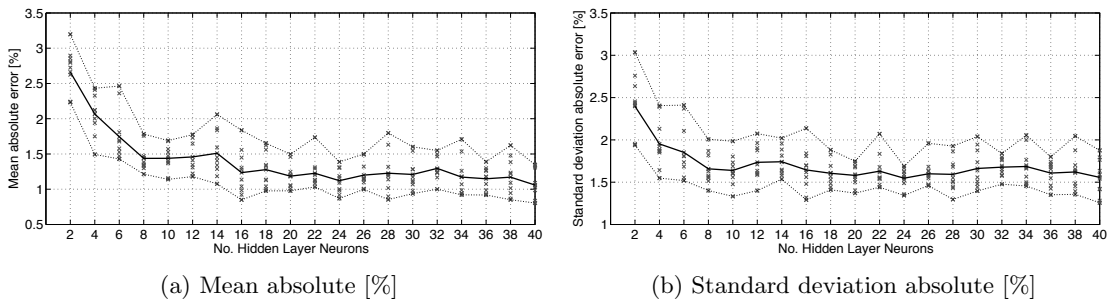 3.5
3
2.5
2
1.5
1
0.5
Mean absolute error [%]
2 4 6 8 10 12 14 16 18 20 22 24 26 28 30 32 34 36 38 40
No. Hidden Layer Neurons
(a) Mean absolute [%]
3.5
3
2.5
2
1.5
1
Standard deviation absolute error [%]
2 4 6 8 10 12 14 16 18 20 22 24 26 28 30 32 34 36 38 40
No. Hidden Layer Neurons
(b) Standard deviation absolute [%]